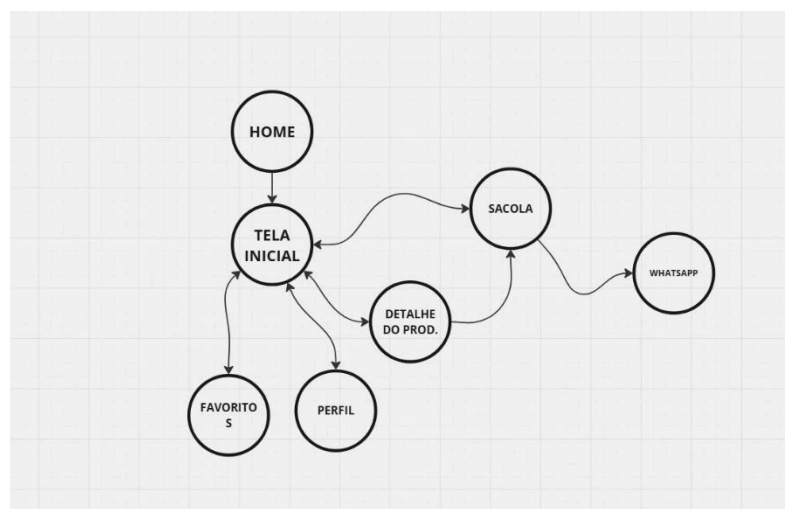 HOME
TELA
INICIAL
SACOLA
WHATSAPP
DETALHE
DO PROD.
FAVORITO
S
PERFIL